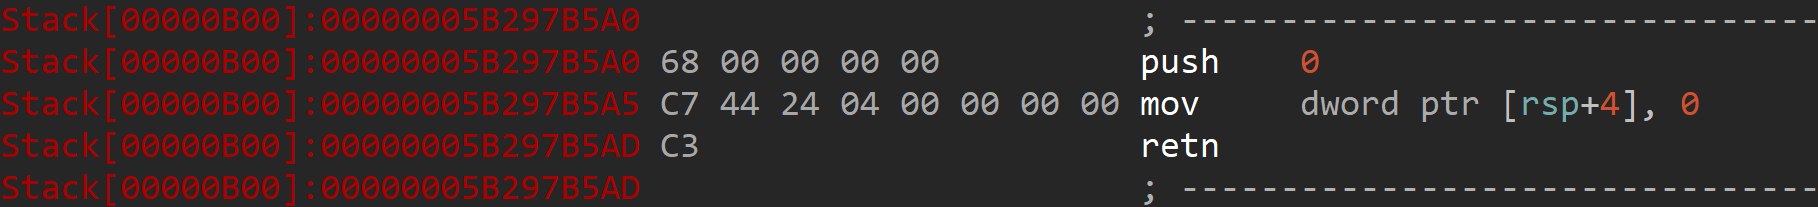 Stack[00000B00]:00000005B297B5A0 ; --------------------------------
Stack[00000B00]:00000005B297B5A0 68 00 00 00 00 push 0
Stack[00000B00]:00000005B297B5A5 C7 44 24 04 00 00 00 00 mov dword ptr [rsp+4], 0
Stack[00000B00]:00000005B297B5AD C3 retn
Stack[00000B00]:00000005B297B5AD ; --------------------------------